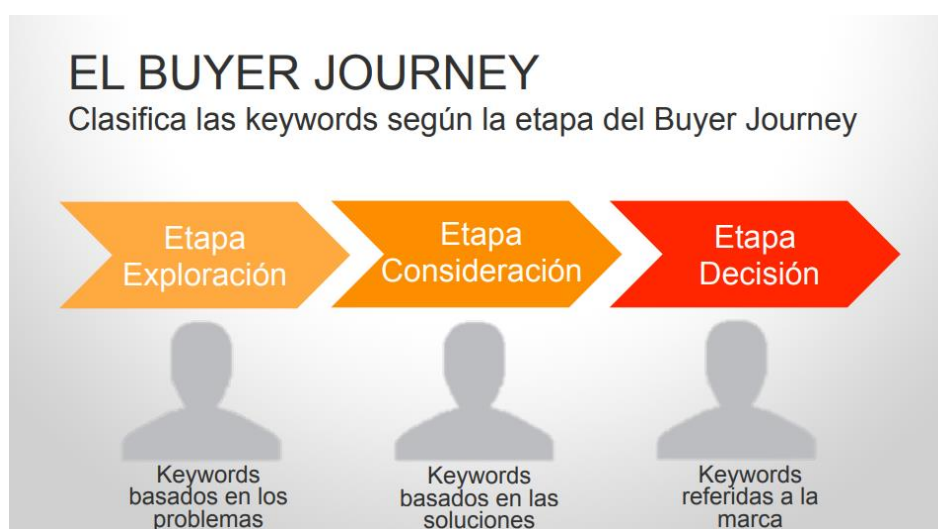 EL BUYER JOURNEY
Clasifica las keywords según la etapa del Buyer Journey
Etapa
Exploración
Etapa
Consideración
Etapa
Decisión
Keywords
basados en los
problemas
Keywords
basados en las
soluciones
Keywords
referidas a la
marca